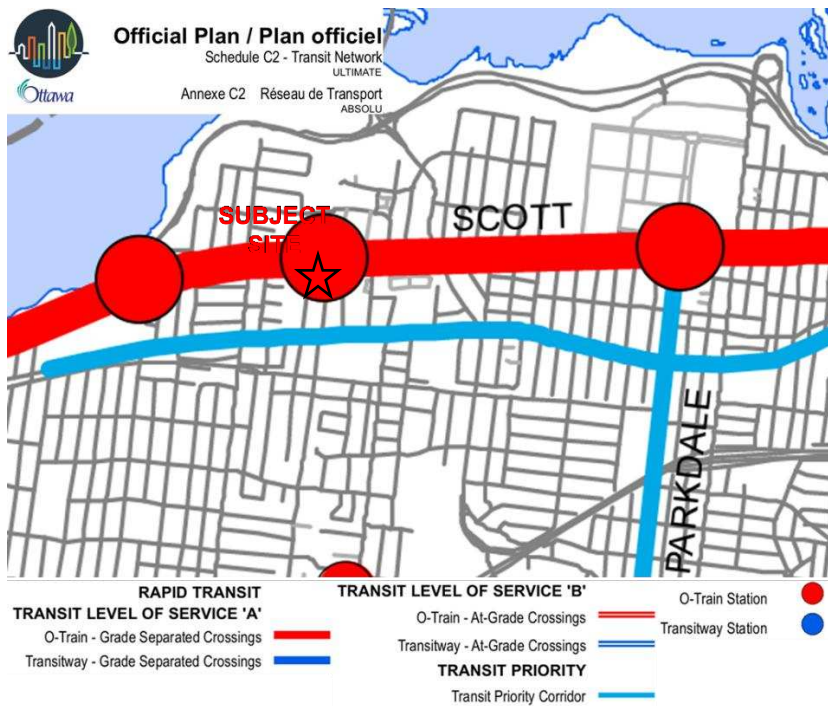 Official Plan / Plan officiel
Schedule C2 - Transit Network
ULTIMATE
Annexe C2 Réseau de Transport
ABSOLU
Ottawa
SUBJECT
SITE
SCOTT
PARKDALE
RAPID TRANSIT
TRANSIT LEVEL OF SERVICE 'A'
O-Train - Grade Separated Crossings
Transitway - Grade Separated Crossings
TRANSIT LEVEL OF SERVICE 'B'
O-Train - At-Grade Crossings
Transitway - At-Grade Crossings
TRANSIT PRIORITY
Transit Priority Corridor
O-Train Station
Transitway Station